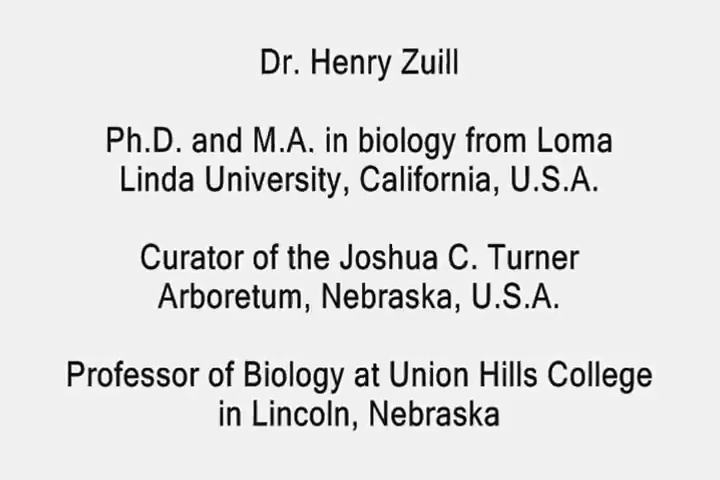 Dr. Henry Zuill
Ph.D. and M.A. in biology from Loma
Linda University, California, U.S.A.
Curator of the Joshua C. Turner
Arboretum, Nebraska, U.S.A.
Professor of Biology at Union Hills College
in Lincoln, Nebraska